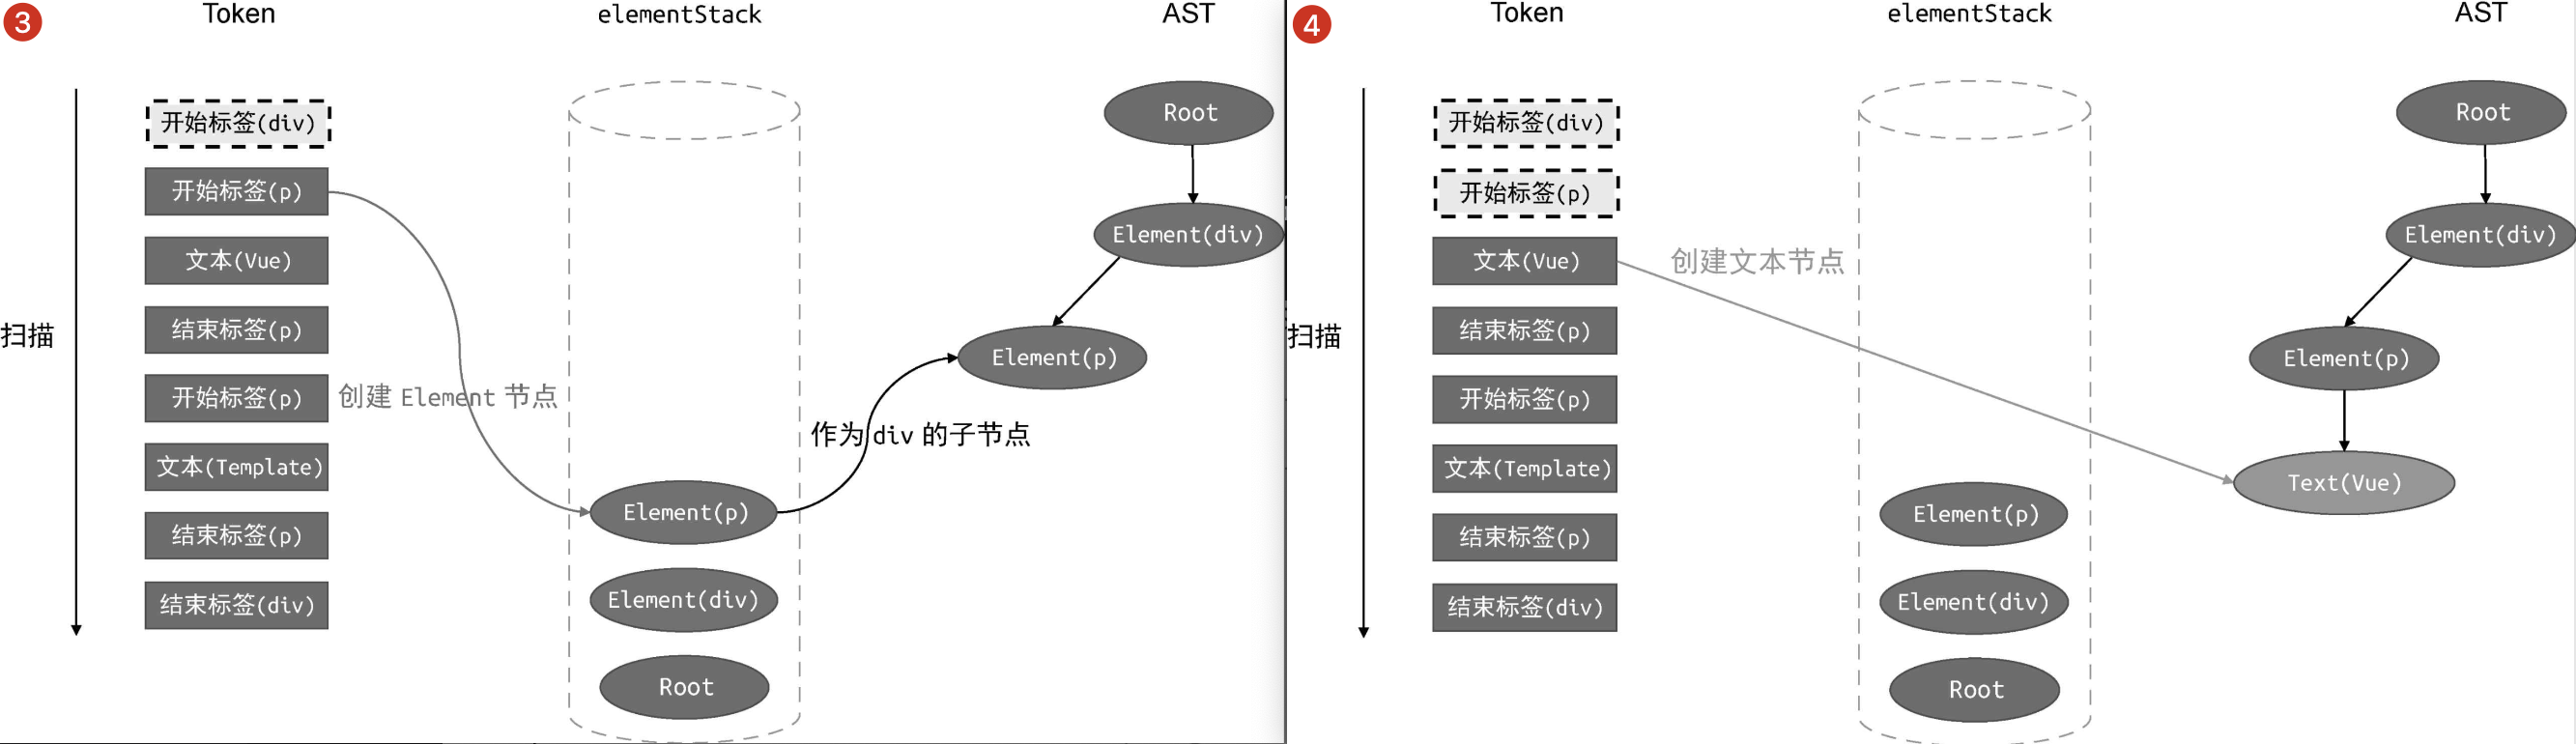 3
Token
elementStack
AST
开始标签(div)
开始标签(p)
文本(Vue)
结束标签(p)
开始标签(p)
文本(Template)
结束标签(p)
结束标签(div)
扫描
创建 Element 节点
Element(p)
Element(div)
Root
作为 div 的子节点
Root
Element(div)
Element(p)
4
Token
elementStack
AST
开始标签(div)
开始标签(p)
文本(Vue)
结束标签(p)
开始标签(p)
文本(Template)
结束标签(p)
结束标签(div)
扫描
创建文本节点
Element(p)
Element(div)
Root
Root
Element(div)
Element(p)
Text(Vue)